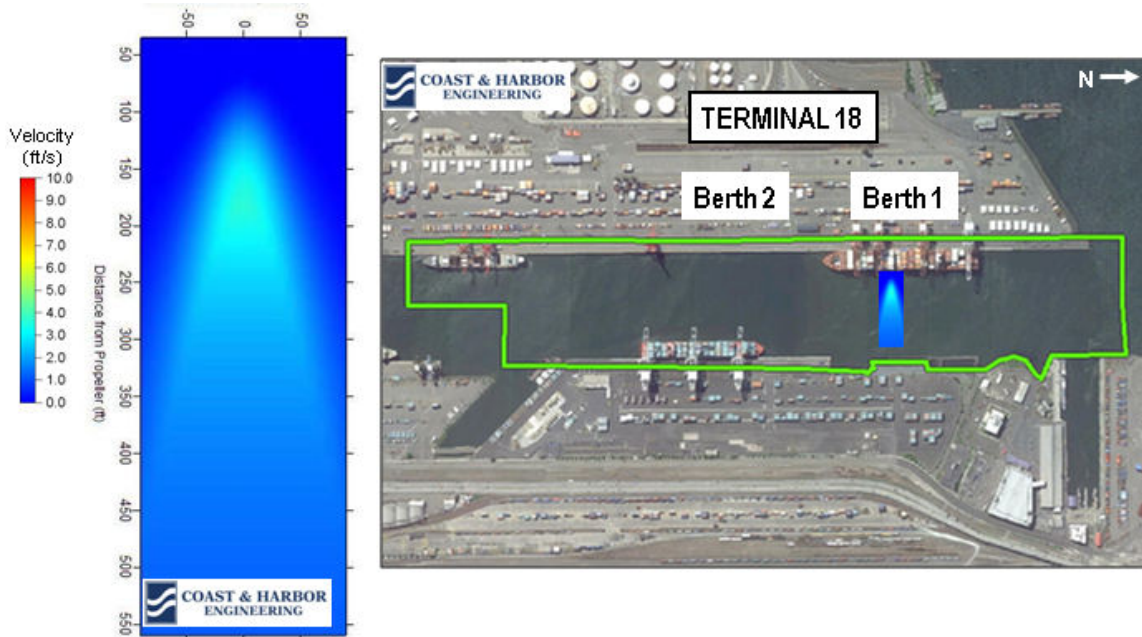 -50
0
50
50
100
150
200
250
300
350
400
450
500
550
Distance from Propeller (ft)
Velocity
(ft/s)
10.0
9.0
8.0
7.0
6.0
5.0
4.0
3.0
2.0
1.0
0.0
COAST & HARBOR
ENGINEERING
COAST & HARBOR
ENGINEERING
N
TERMINAL 18
Berth 2
Berth 1